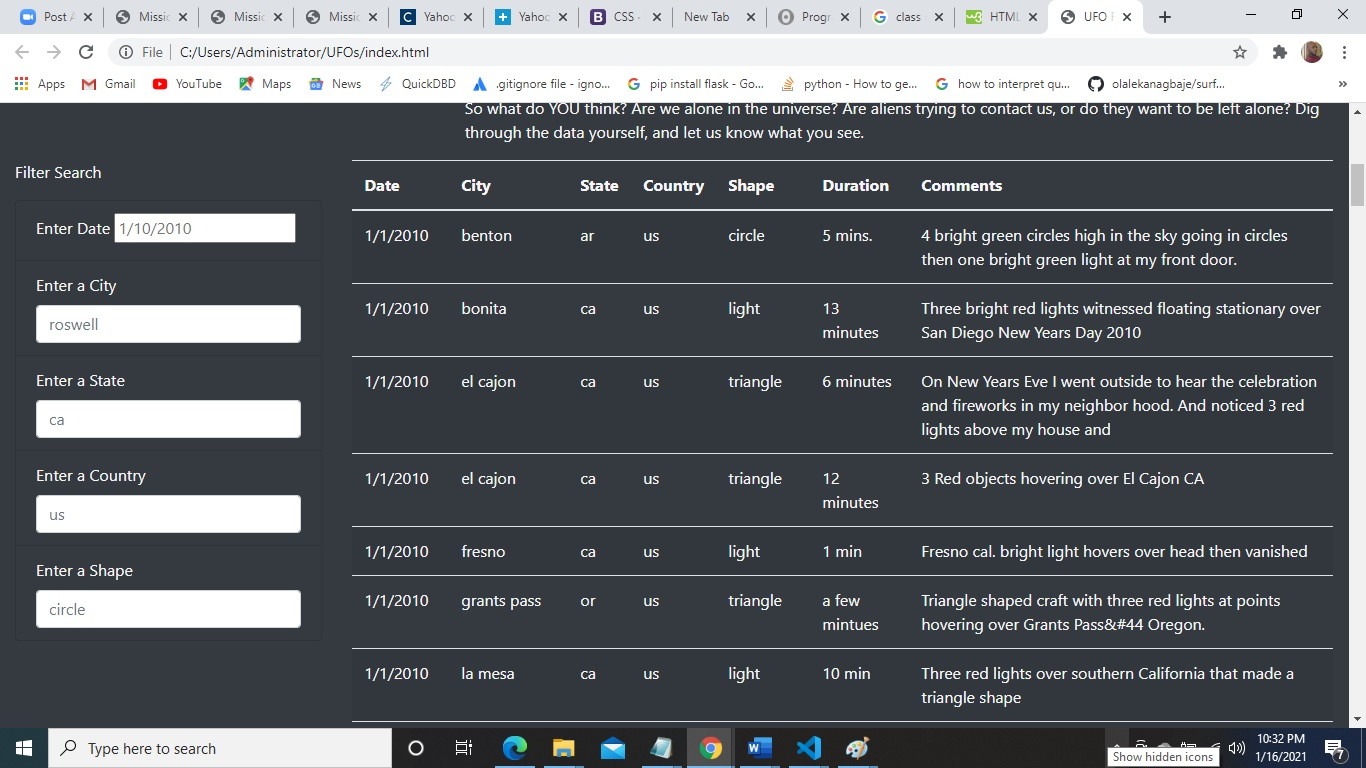 Post A
Missio
Missio
Missio
Yahoo
Yahoo
CSS ·
New Tab
Progr
class
HTML
UFO F
File
C:/Users/Administrator/UFOs/index.html
Apps
Gmail
YouTube
Maps
News
QuickDBD
.gitignore file - igno...
pip install flask - Go...
python - How to ge...
how to interpret qu...
olalekanagbaje/surf...
»
So what do YOU think? Are we alone in the universe? Are aliens trying to contact us, or do they want to be left alone? Dig
through the data yourself, and let us know what you see.
Filter Search
Enter Date 1/10/2010
Enter a City
roswell
Enter a State
ca
Enter a Country
us
Enter a Shape
circle
Date City State Country Shape Duration Comments
1/1/2010 benton ar us circle 5 mins. 4 bright green circles high in the sky going in circles
then one bright green light at my front door.
1/1/2010 bonita ca us light 13 Three bright red lights witnessed floating stationary over
minutes San Diego New Years Day 2010
1/1/2010 el cajon ca us triangle 6 minutes On New Years Eve I went outside to hear the celebration
and fireworks in my neighbor hood. And noticed 3 red
lights above my house and
1/1/2010 el cajon ca us triangle 12 3 Red objects hovering over El Cajon CA
minutes
1/1/2010 fresno ca us light 1 min Fresno cal. bright light hovers over head then vanished
1/1/2010 grants pass or us triangle a few Triangle shaped craft with three red lights at points
mintues hovering over Grants Pass&#44 Oregon.
1/1/2010 la mesa ca us light 10 min Three red lights over southern California that made a
triangle shape
Type here to search
Show hidden icons
10:32 PM
1/16/2021
7